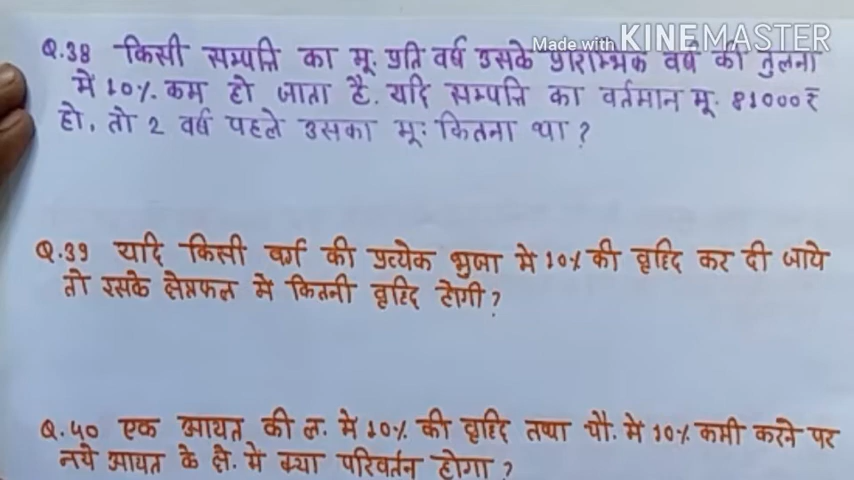 Made with KINEMASTER
Q.38 किसी सम्पत्ति का मू. प्रति वर्ष उसके प्रारम्भिक वर्ष की तुलना
में 10% कम हो जाता है. यदि सम्पत्ति का वर्तमान मू. 81000₹
हो, तो 2 वर्ष पहले उसका मू. कितना था ?
Q.39 यदि किसी वर्ग की प्रत्येक भुजा में 10% की वृद्दि कर दी जाये
तो इसके क्षेत्रफल में कितनी वृद्दि होगी ?
Q.40 एक आयत की ल. में 10% की वृद्दि तथा चौ. में 10% कमी करने पर
नये आयत के क्षे. में क्या परिवर्तन होगा ?